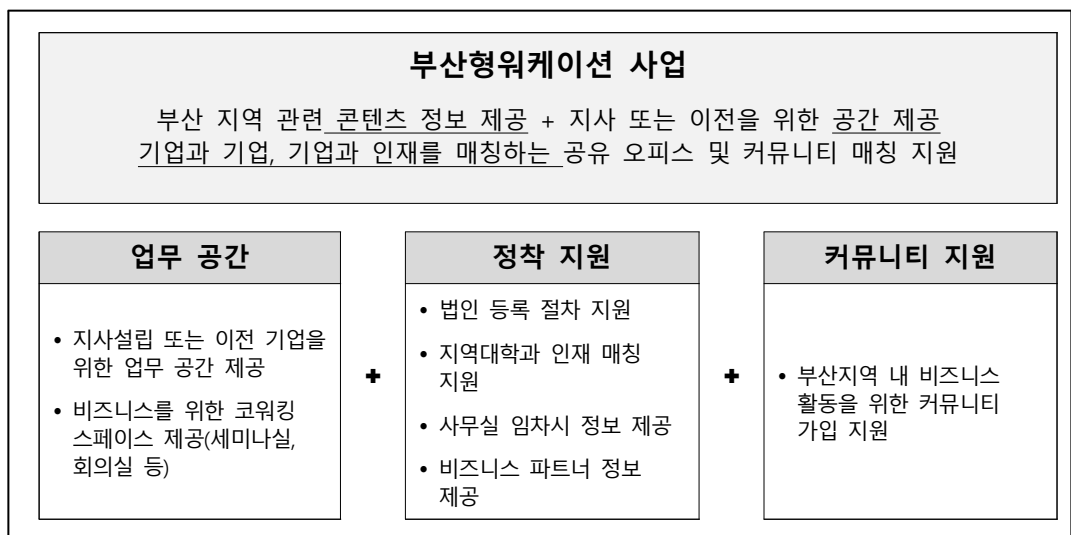 부산형워케이션 사업
부산 지역 관련 콘텐츠 정보 제공 + 지사 또는 이전을 위한 공간 제공
기업과 기업, 기업과 인재를 매칭하는 공유 오피스 및 커뮤니티 매칭 지원
업무 공간
• 지사설립 또는 이전 기업을
위한 업무 공간 제공
• 비즈니스를 위한 코워킹
스페이스 제공(세미나실,
회의실 등)
+
정착 지원
• 법인 등록 절차 지원
• 지역대학과 인재 매칭
지원
• 사무실 임차시 정보 제공
• 비즈니스 파트너 정보
제공
+
커뮤니티 지원
• 부산지역 내 비즈니스
활동을 위한 커뮤니티
가입 지원